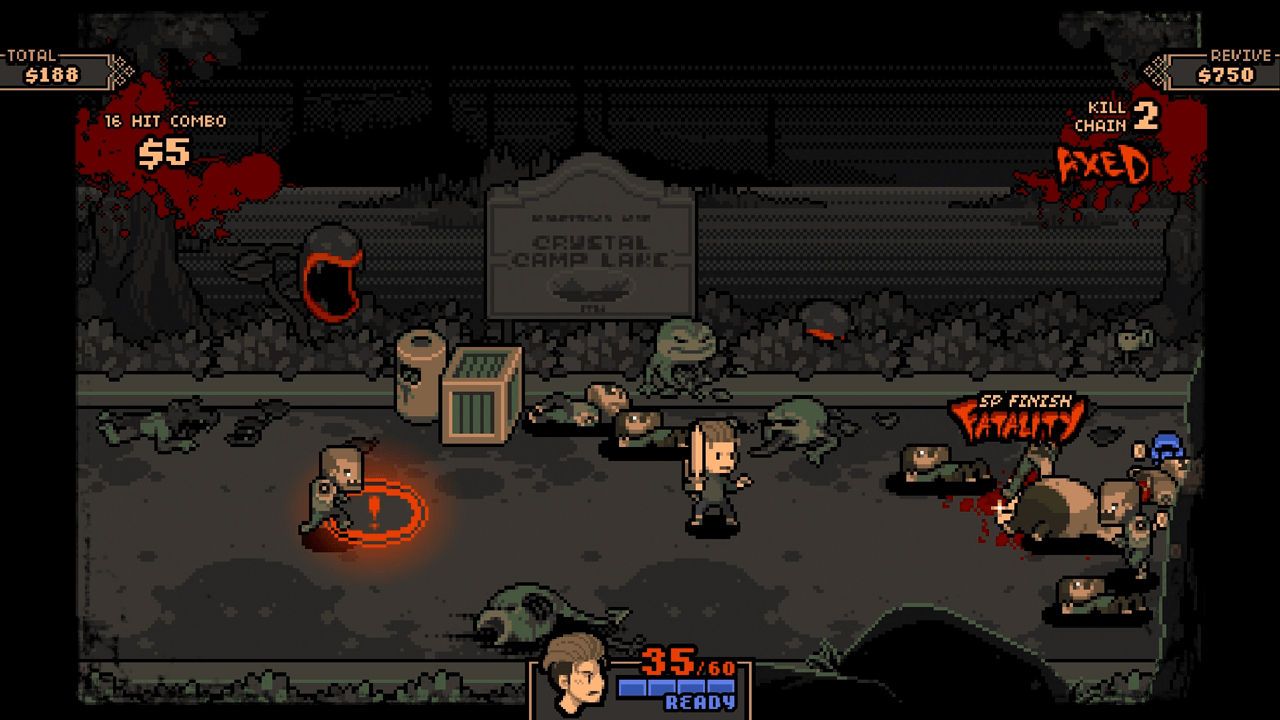 TOTAL
$188
16 HIT COMBO
$5
REVIVE
$750
KILL
CHAIN 2
AXED
CRYSTAL
CAMP LAKE
SP FINISH
FATALITY
!
35/60
READY